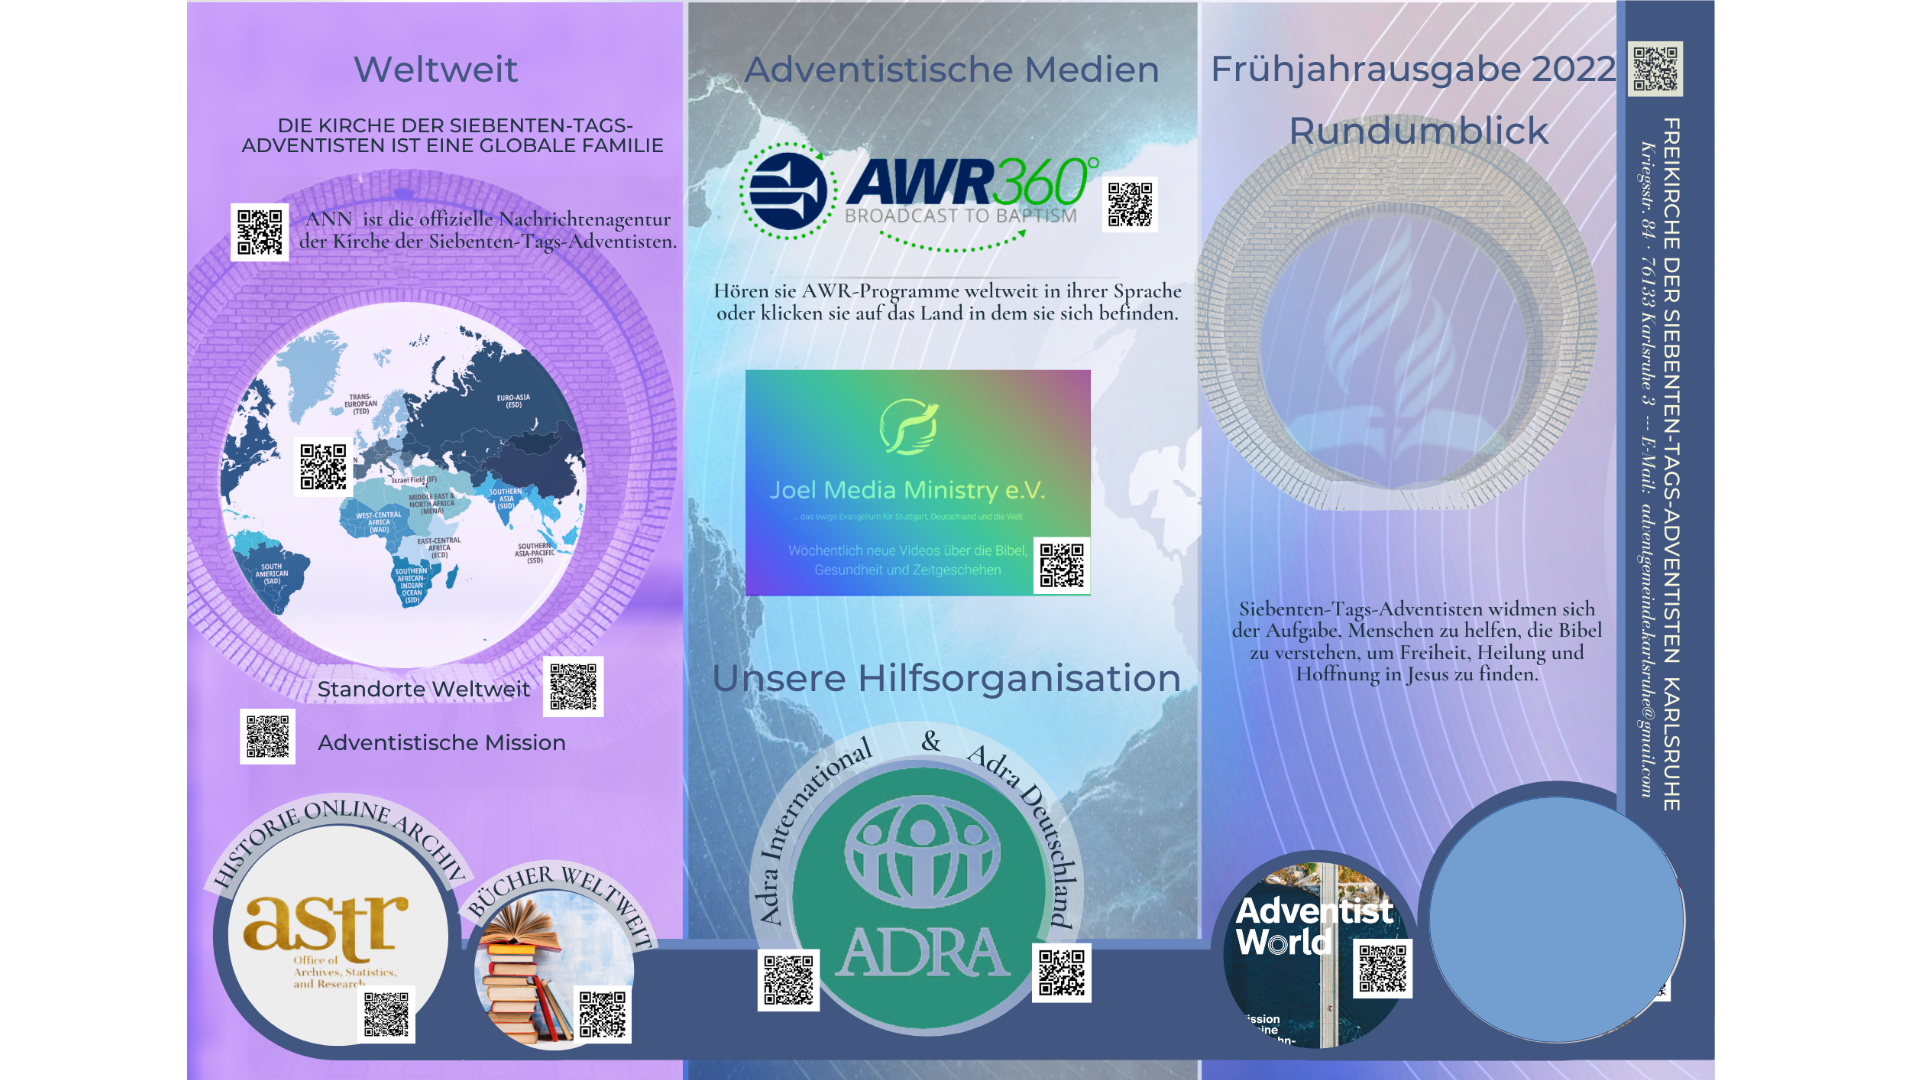 Weltweit
DIE KIRCHE DER SIEBENTEN-TAGS-
ADVENTISTEN IST EINE GLOBALE FAMILIE
ANN ist die offizielle Nachrichtenagentur
der Kirche der Siebenten-Tags-Adventisten.
TRANS-
EUROPEAN
(TED)
EURO-ASIA
(ESD)
Israel Field (IF)
MIDDLE EAST &
NORTH AFRICA
(MENA)
SOUTHERN
ASIA
(SUD)
WEST-CENTRAL
AFRICA
(WAD)
EAST-CENTRAL
AFRICA
(ECD)
SOUTHERN
ASIA-PACIFIC
(SSD)
SOUTH
AMERICAN
(SAD)
SOUTHERN
AFRICAN-
INDIAN
OCEAN
(SID)
Standorte Weltweit
Adventistische Mission
HISTORIE ONLINE ARCHIV
astr
Office of
Archives, Statistics,
and Research
BÜCHER WELTWEIT
Adventistische Medien
AWR360°
BROADCAST TO BAPTISM
Hören sie AWR-Programme weltweit in ihrer Sprache
oder klicken sie auf das Land in dem sie sich befinden.
Joel Media Ministry e.V.
... das ewige Evangelium für Stuttgart, Deutschland und die Welt
Wöchentlich neue Videos über die Bibel,
Gesundheit und Zeitgeschehen
Unsere Hilfsorganisation
Adra International & Adra Deutschland
ADRA
Frühjahrausgabe 2022
Rundumblick
Siebenten-Tags-Adventisten widmen sich
der Aufgabe, Menschen zu helfen, die Bibel
zu verstehen, um Freiheit, Heilung und
Hoffnung in Jesus zu finden.
Adventist
World
FREIKIRCHE DER SIEBENTEN-TAGS-ADVENTISTEN KARLSRUHE
Kriegsstr. 84 · 76133 Karlsruhe 3 --- E-Mail: adventgemeinde.karlsruhe@gmail.com